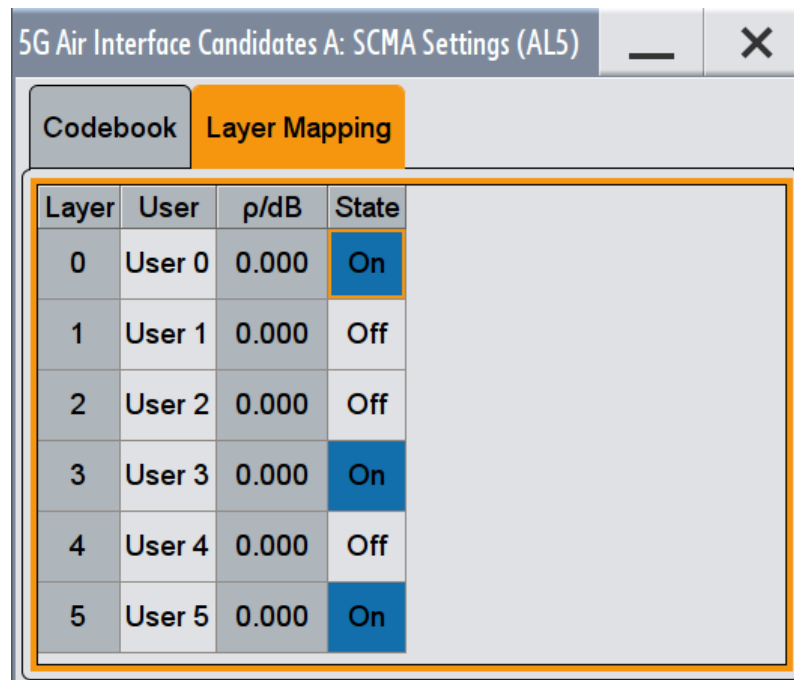 5G Air Interface Candidates A: SCMA Settings (AL5)
Codebook Layer Mapping
Layer User ρ/dB State
0 User 0 0.000 On
1 User 1 0.000 Off
2 User 2 0.000 Off
3 User 3 0.000 On
4 User 4 0.000 Off
5 User 5 0.000 On